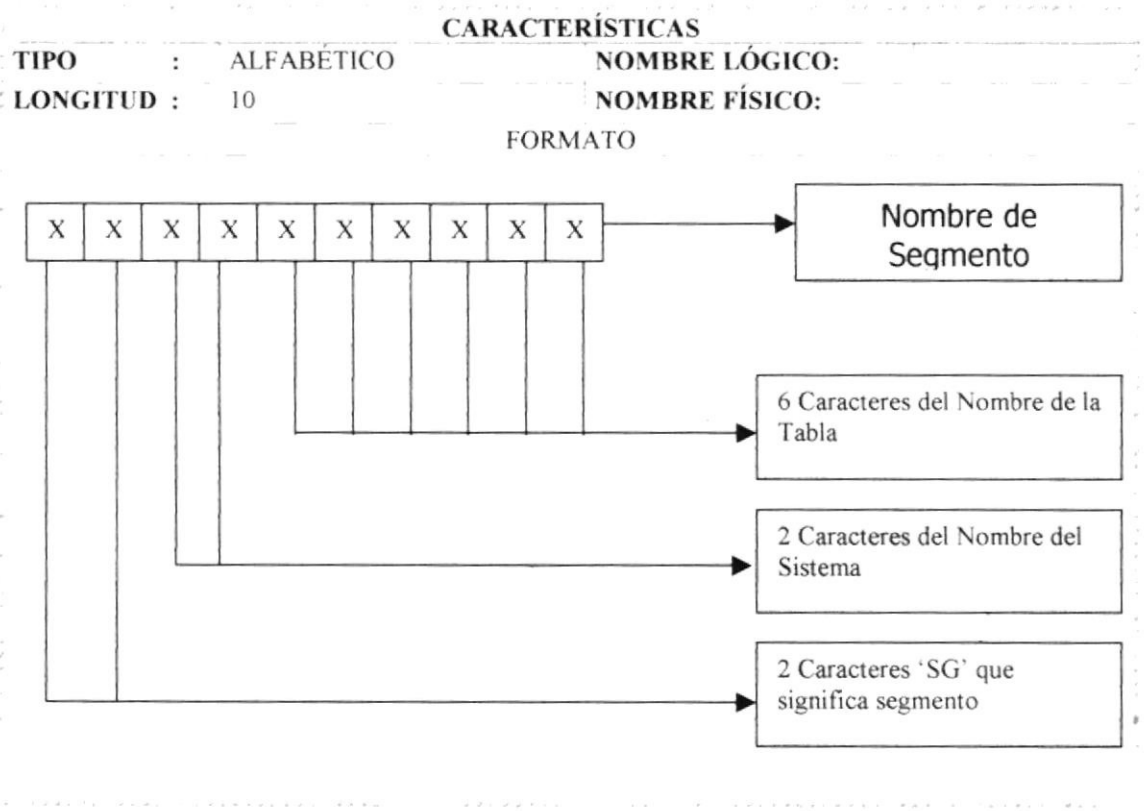 CARACTERÍSTICAS
TIPO : ALFABÉTICO NOMBRE LÓGICO:
LONGITUD : 10 NOMBRE FÍSICO:
FORMATO
X X X X X X X X X X
Nombre de
Segmento
6 Caracteres del Nombre de la
Tabla
2 Caracteres del Nombre del
Sistema
2 Caracteres ‘SG’ que
significa segmento